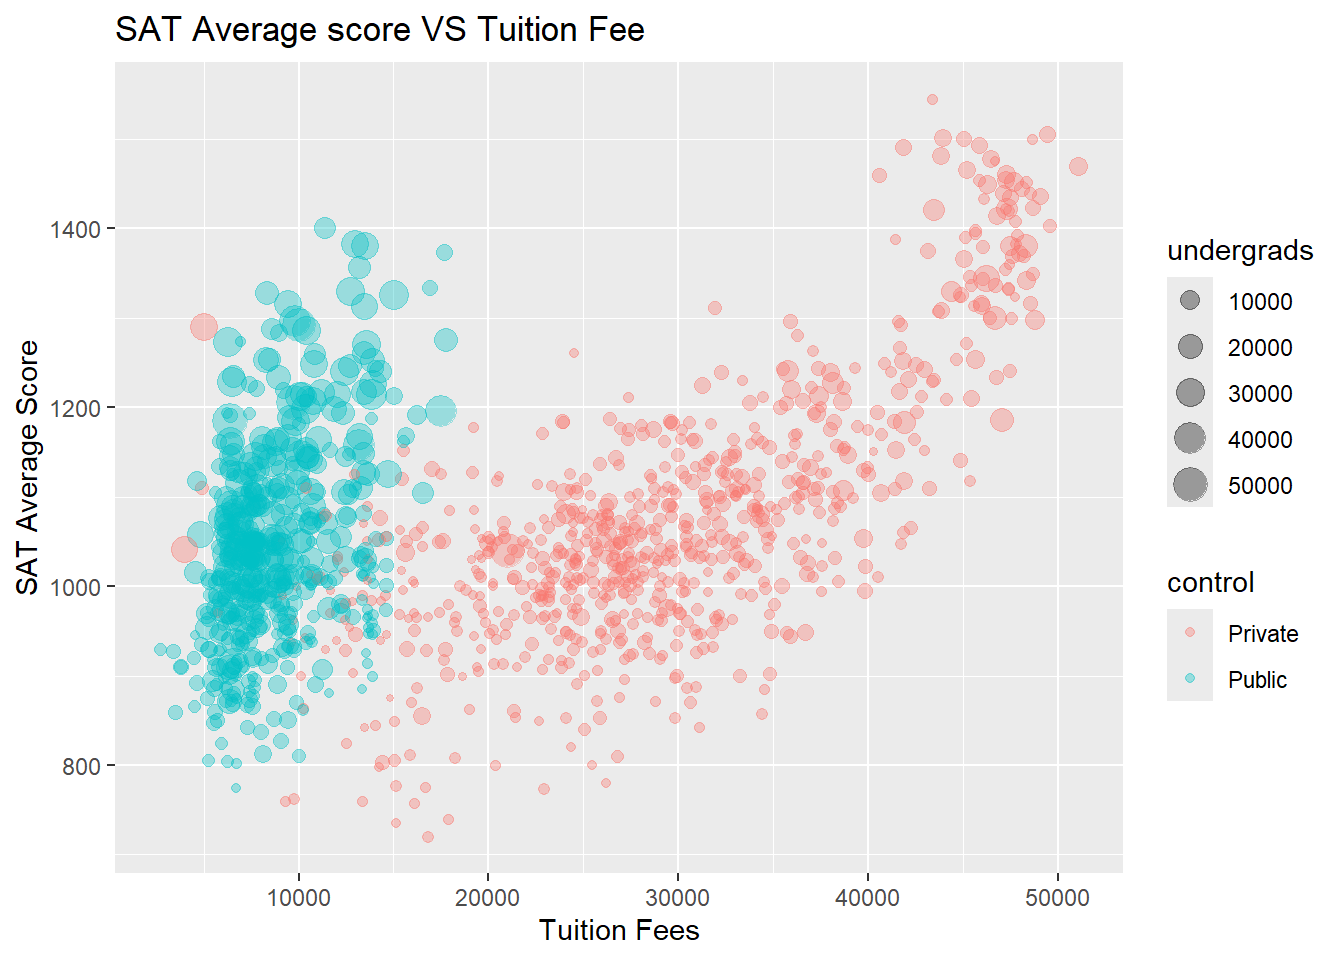 SAT Average score VS Tuition Fee
SAT Average Score
1400
1200
1000
800
10000
20000
30000
40000
50000
Tuition Fees
undergrads
10000
20000
30000
40000
50000
control
Private
Public